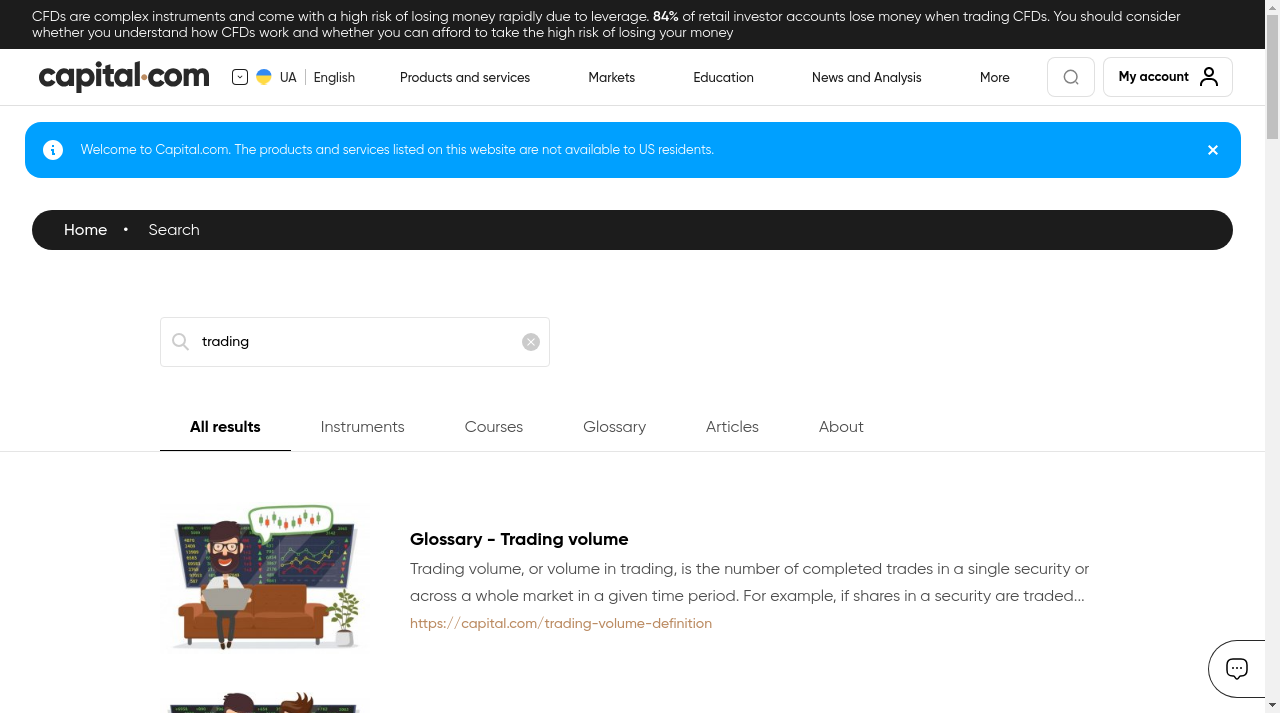 CFDs are complex instruments and come with a high risk of losing money rapidly due to leverage. 84% of retail investor accounts lose money when trading CFDs. You should consider
whether you understand how CFDs work and whether you can afford to take the high risk of losing your money
capital.com
UA
English
Products and services
Markets
Education
News and Analysis
More
My account
Welcome to Capital.com. The products and services listed on this website are not available to US residents.
Home • Search
trading
All results
Instruments
Courses
Glossary
Articles
About
Glossary - Trading volume
Trading volume, or volume in trading, is the number of completed trades in a single security or
across a whole market in a given time period. For example, if shares in a security are traded...
https://capital.com/trading-volume-definition